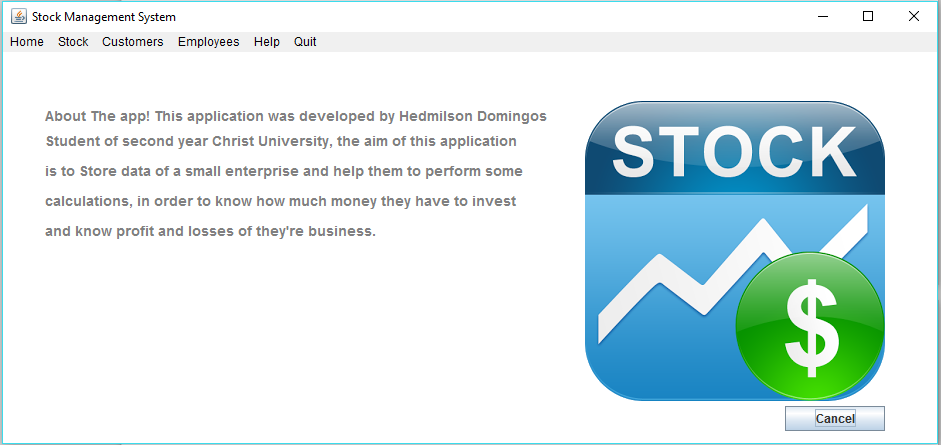 Stock Management System
Home Stock Customers Employees Help Quit
About The app! This application was developed by Hedmilson Domingos
Student of second year Christ University, the aim of this application
is to Store data of a small enterprise and help them to perform some
calculations, in order to know how much money they have to invest
and know profit and losses of they're business.
STOCK
$
Cancel